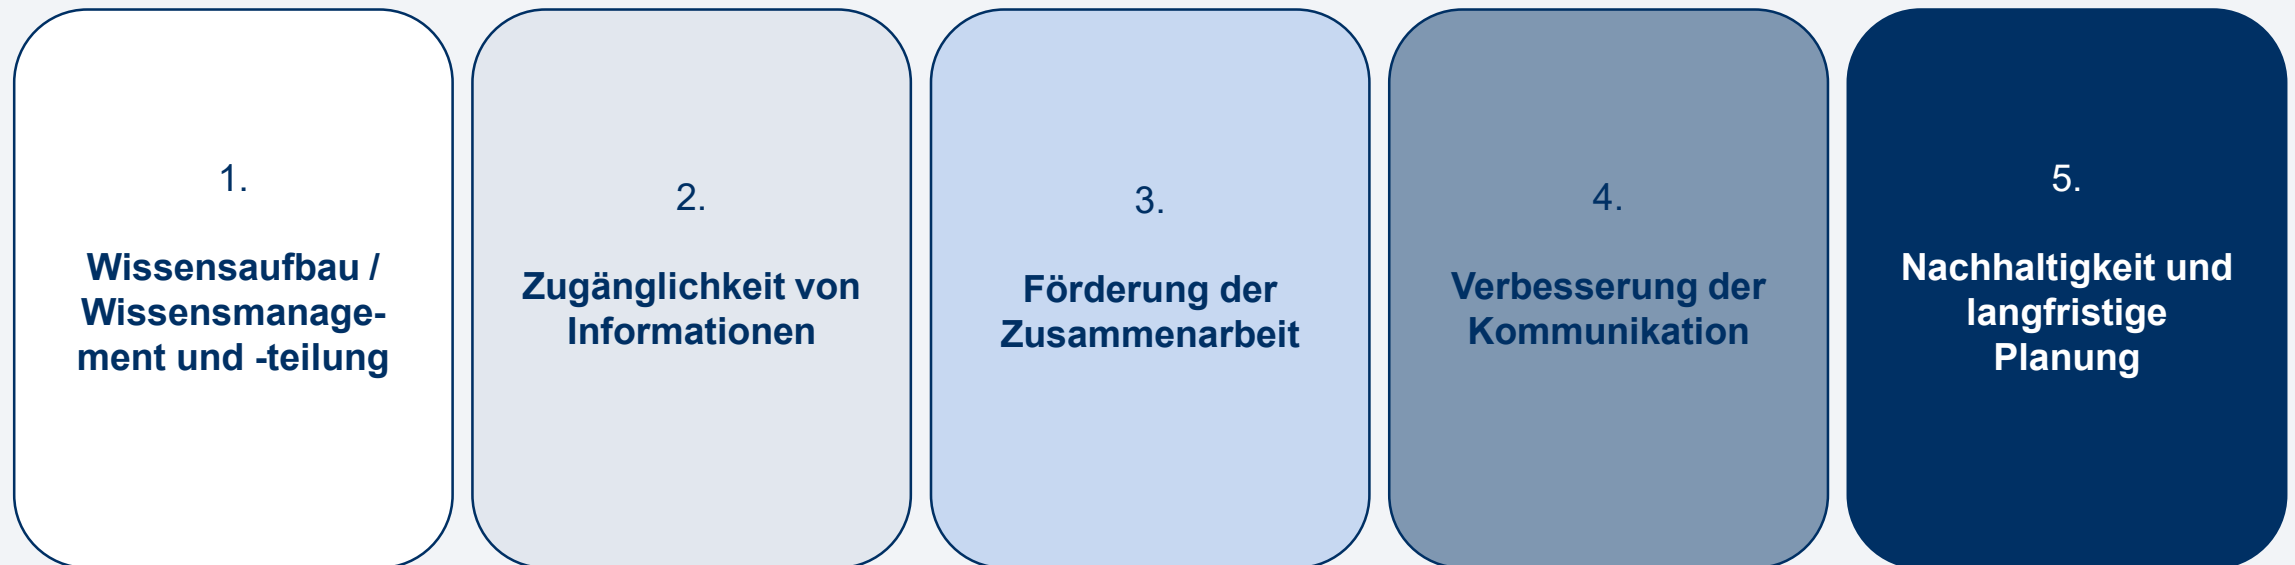 1.
Wissensaufbau /
Wissensmanage-
ment und -teilung
2.
Zugänglichkeit von
Informationen
3.
Förderung der
Zusammenarbeit
4.
Verbesserung der
Kommunikation
5.
Nachhaltigkeit und
langfristige
Planung